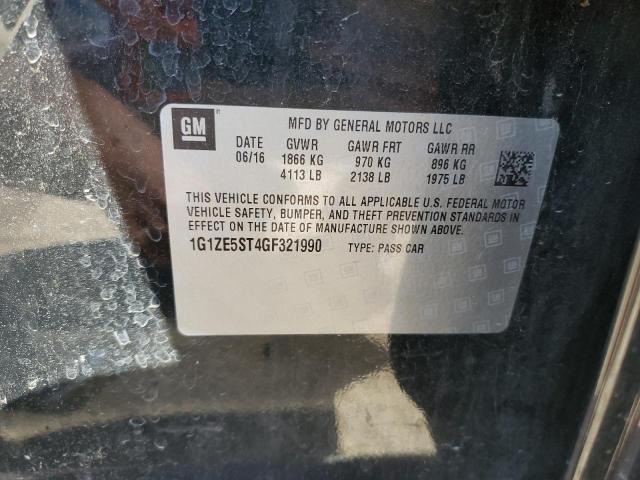 GM
MFD BY GENERAL MOTORS LLC
DATE GVWR GAWR FRT GAWR RR
06/16 1866 KG 970 KG 896 KG
4113 LB 2138 LB 1975 LB
THIS VEHICLE CONFORMS TO ALL APPLICABLE U.S. FEDERAL MOTOR
VEHICLE SAFETY, BUMPER, AND THEFT PREVENTION STANDARDS IN
EFFECT ON THE DATE OF MANUFACTURE SHOWN ABOVE.
1G1ZE5ST4GF321990 TYPE: PASS CAR